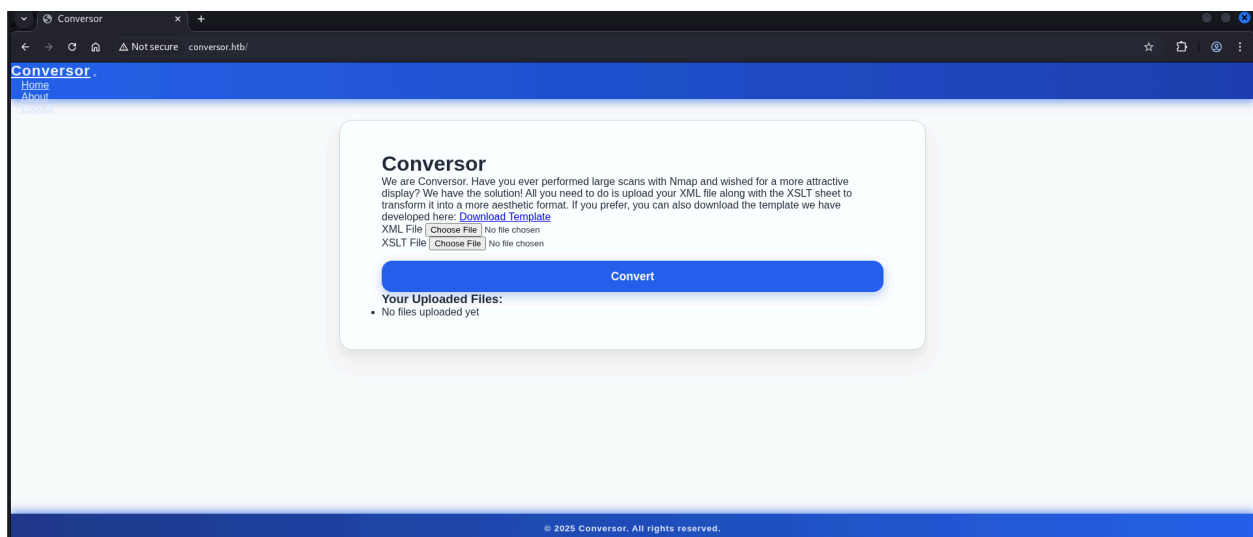 Conversor
Not secure conversor.htb/
Conversor.
Home
About
Conversor
We are Conversor. Have you ever performed large scans with Nmap and wished for a more attractive
display? We have the solution! All you need to do is upload your XML file along with the XSLT sheet to
transform it into a more aesthetic format. If you prefer, you can also download the template we have
developed here: Download Template
XML File Choose File No file chosen
XSLT File Choose File No file chosen
Convert
Your Uploaded Files:
No files uploaded yet
© 2025 Conversor. All rights reserved.